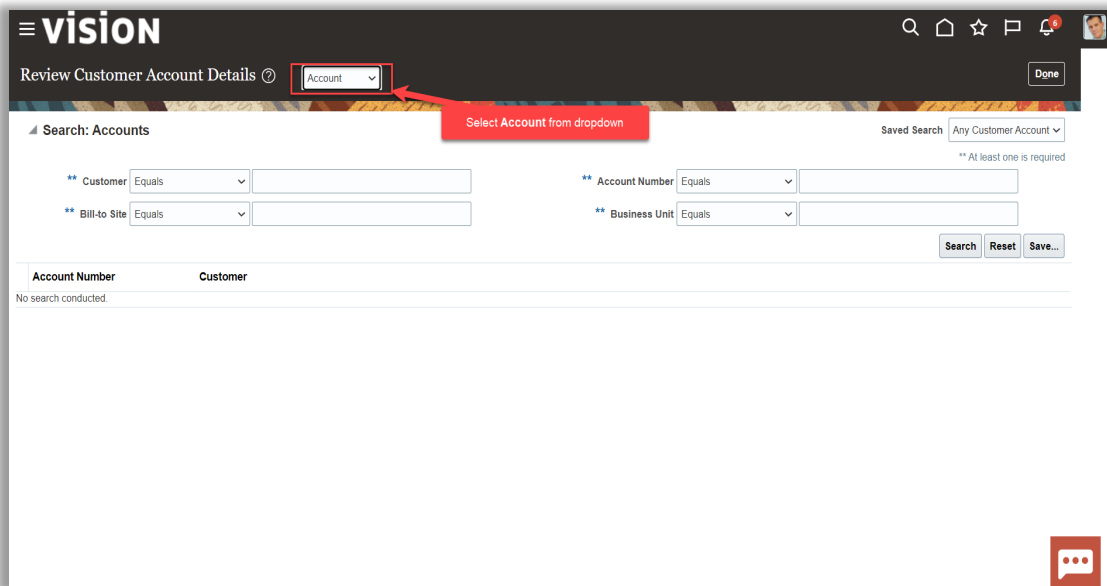 VISION
6
Review Customer Account Details ?
Account
Done
Select Account from dropdown
Search: Accounts
Saved Search Any Customer Account
** At least one is required
** Customer Equals
** Account Number Equals
** Bill-to Site Equals
** Business Unit Equals
Search Reset Save...
Account Number Customer
No search conducted.